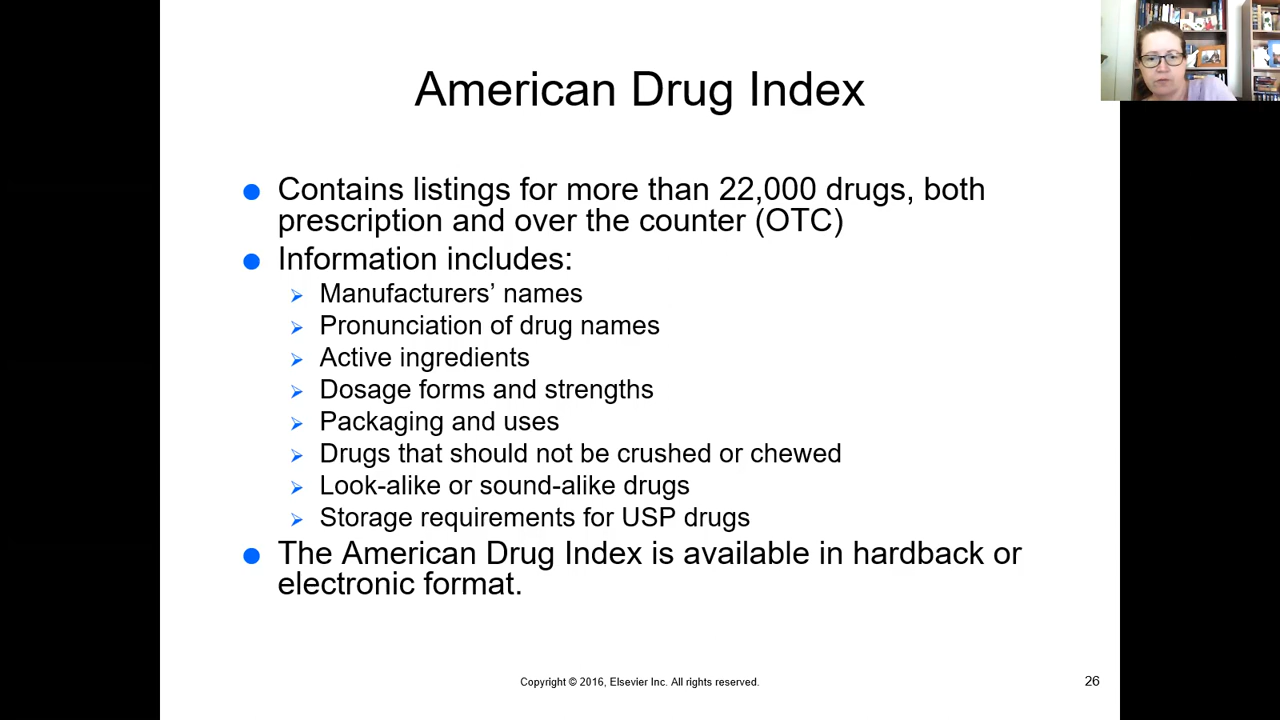 American Drug Index
Contains listings for more than 22,000 drugs, both
prescription and over the counter (OTC)
Information includes:
Manufacturers’ names
Pronunciation of drug names
Active ingredients
Dosage forms and strengths
Packaging and uses
Drugs that should not be crushed or chewed
Look-alike or sound-alike drugs
Storage requirements for USP drugs
The American Drug Index is available in hardback or
electronic format.
Copyright © 2016, Elsevier Inc. All rights reserved.
26